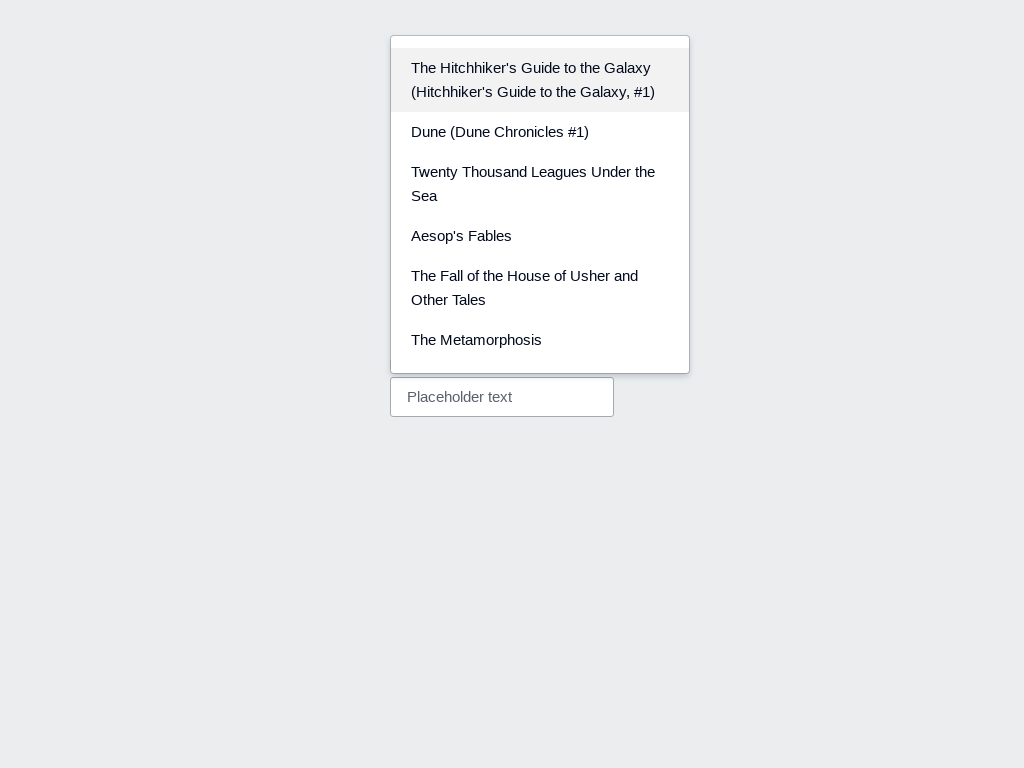 The Hitchhiker's Guide to the Galaxy
(Hitchhiker's Guide to the Galaxy, #1)
Dune (Dune Chronicles #1)
Twenty Thousand Leagues Under the
Sea
Aesop's Fables
The Fall of the House of Usher and
Other Tales
The Metamorphosis
Placeholder text